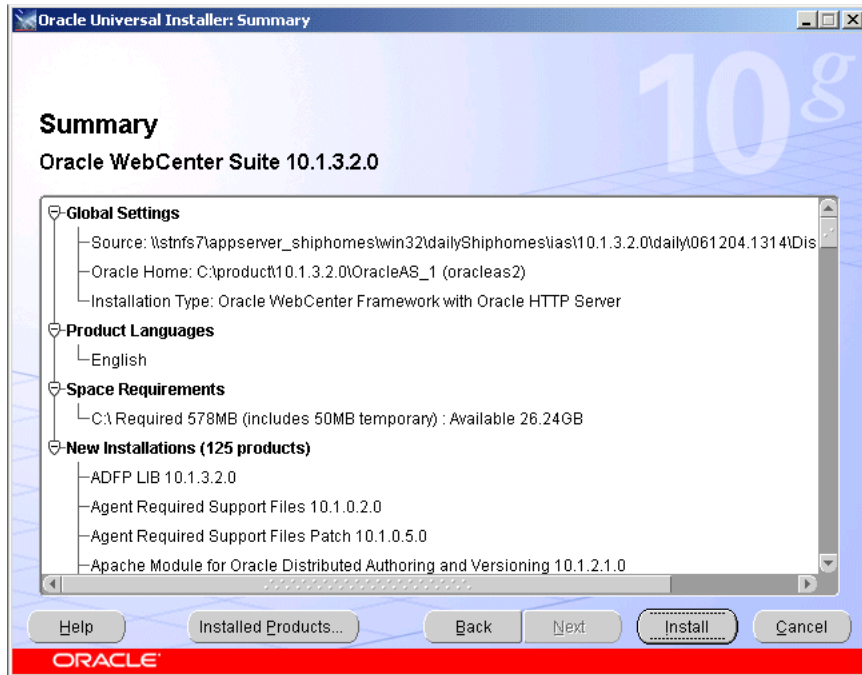 Oracle Universal Installer: Summary
10g
Summary
Oracle WebCenter Suite 10.1.3.2.0
Global Settings
Source: \\stnfs7\appserver_shiphomes\win32\dailyShiphomes\ias\10.1.3.2.0\daily\061204.1314\Dis
Oracle Home: C:\product\10.1.3.2.0\OracleAS_1 (oracleas2)
Installation Type: Oracle WebCenter Framework with Oracle HTTP Server
Product Languages
English
Space Requirements
C:\ Required 578MB (includes 50MB temporary) : Available 26.24GB
New Installations (125 products)
ADFP LIB 10.1.3.2.0
Agent Required Support Files 10.1.0.2.0
Agent Required Support Files Patch 10.1.0.5.0
Apache Module for Oracle Distributed Authoring and Versioning 10.1.2.1.0
Help Installed Products... Back Next Install Cancel
ORACLE